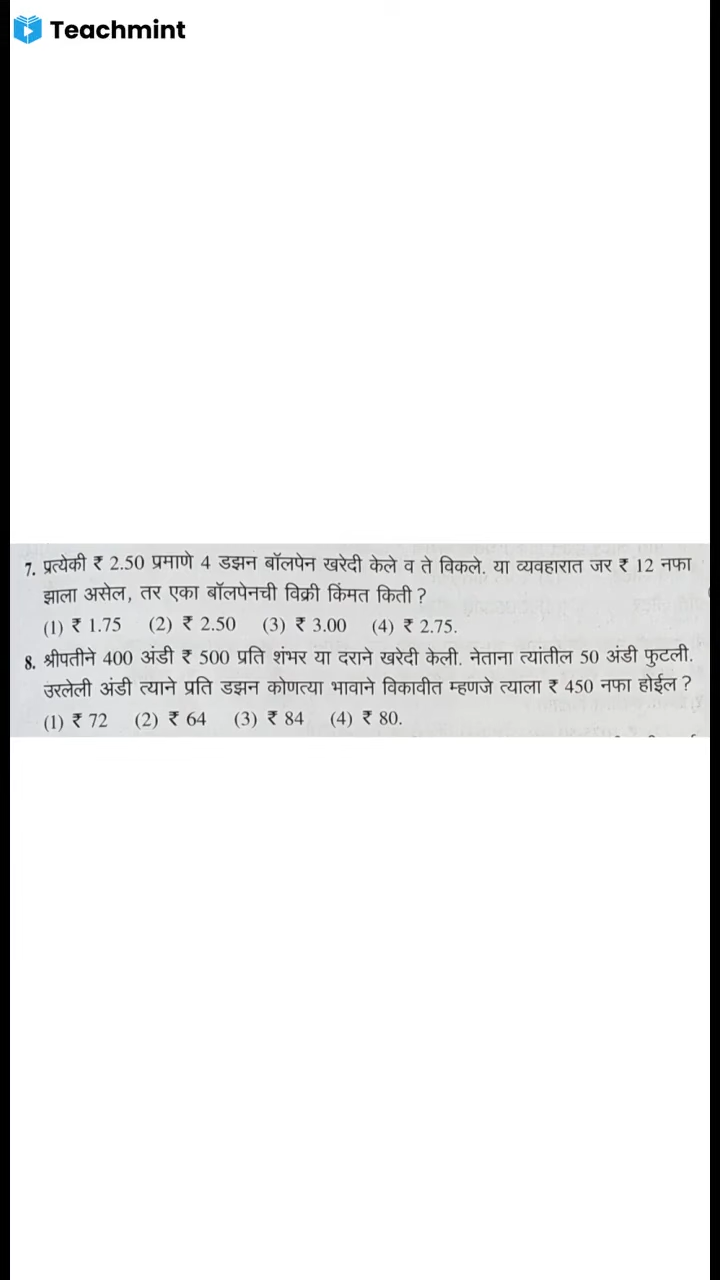 Teachmint
7. प्रत्येकी ₹ 2.50 प्रमाणे 4 डझन बॉलपेन खरेदी केले व ते विकले. या व्यवहारात जर ₹ 12 नफा
झाला असेल, तर एका बॉलपेनची विक्री किंमत किती ?
(1) ₹ 1.75 (2) ₹ 2.50 (3) ₹ 3.00 (4) ₹ 2.75.
8. श्रीपतीने 400 अंडी ₹ 500 प्रति शंभर या दराने खरेदी केली. नेताना त्यांतील 50 अंडी फुटली.
उरलेली अंडी त्याने प्रति डझन कोणत्या भावाने विकावीत म्हणजे त्याला ₹ 450 नफा होईल ?
(1) ₹ 72 (2) ₹ 64 (3) ₹ 84 (4) ₹ 80.